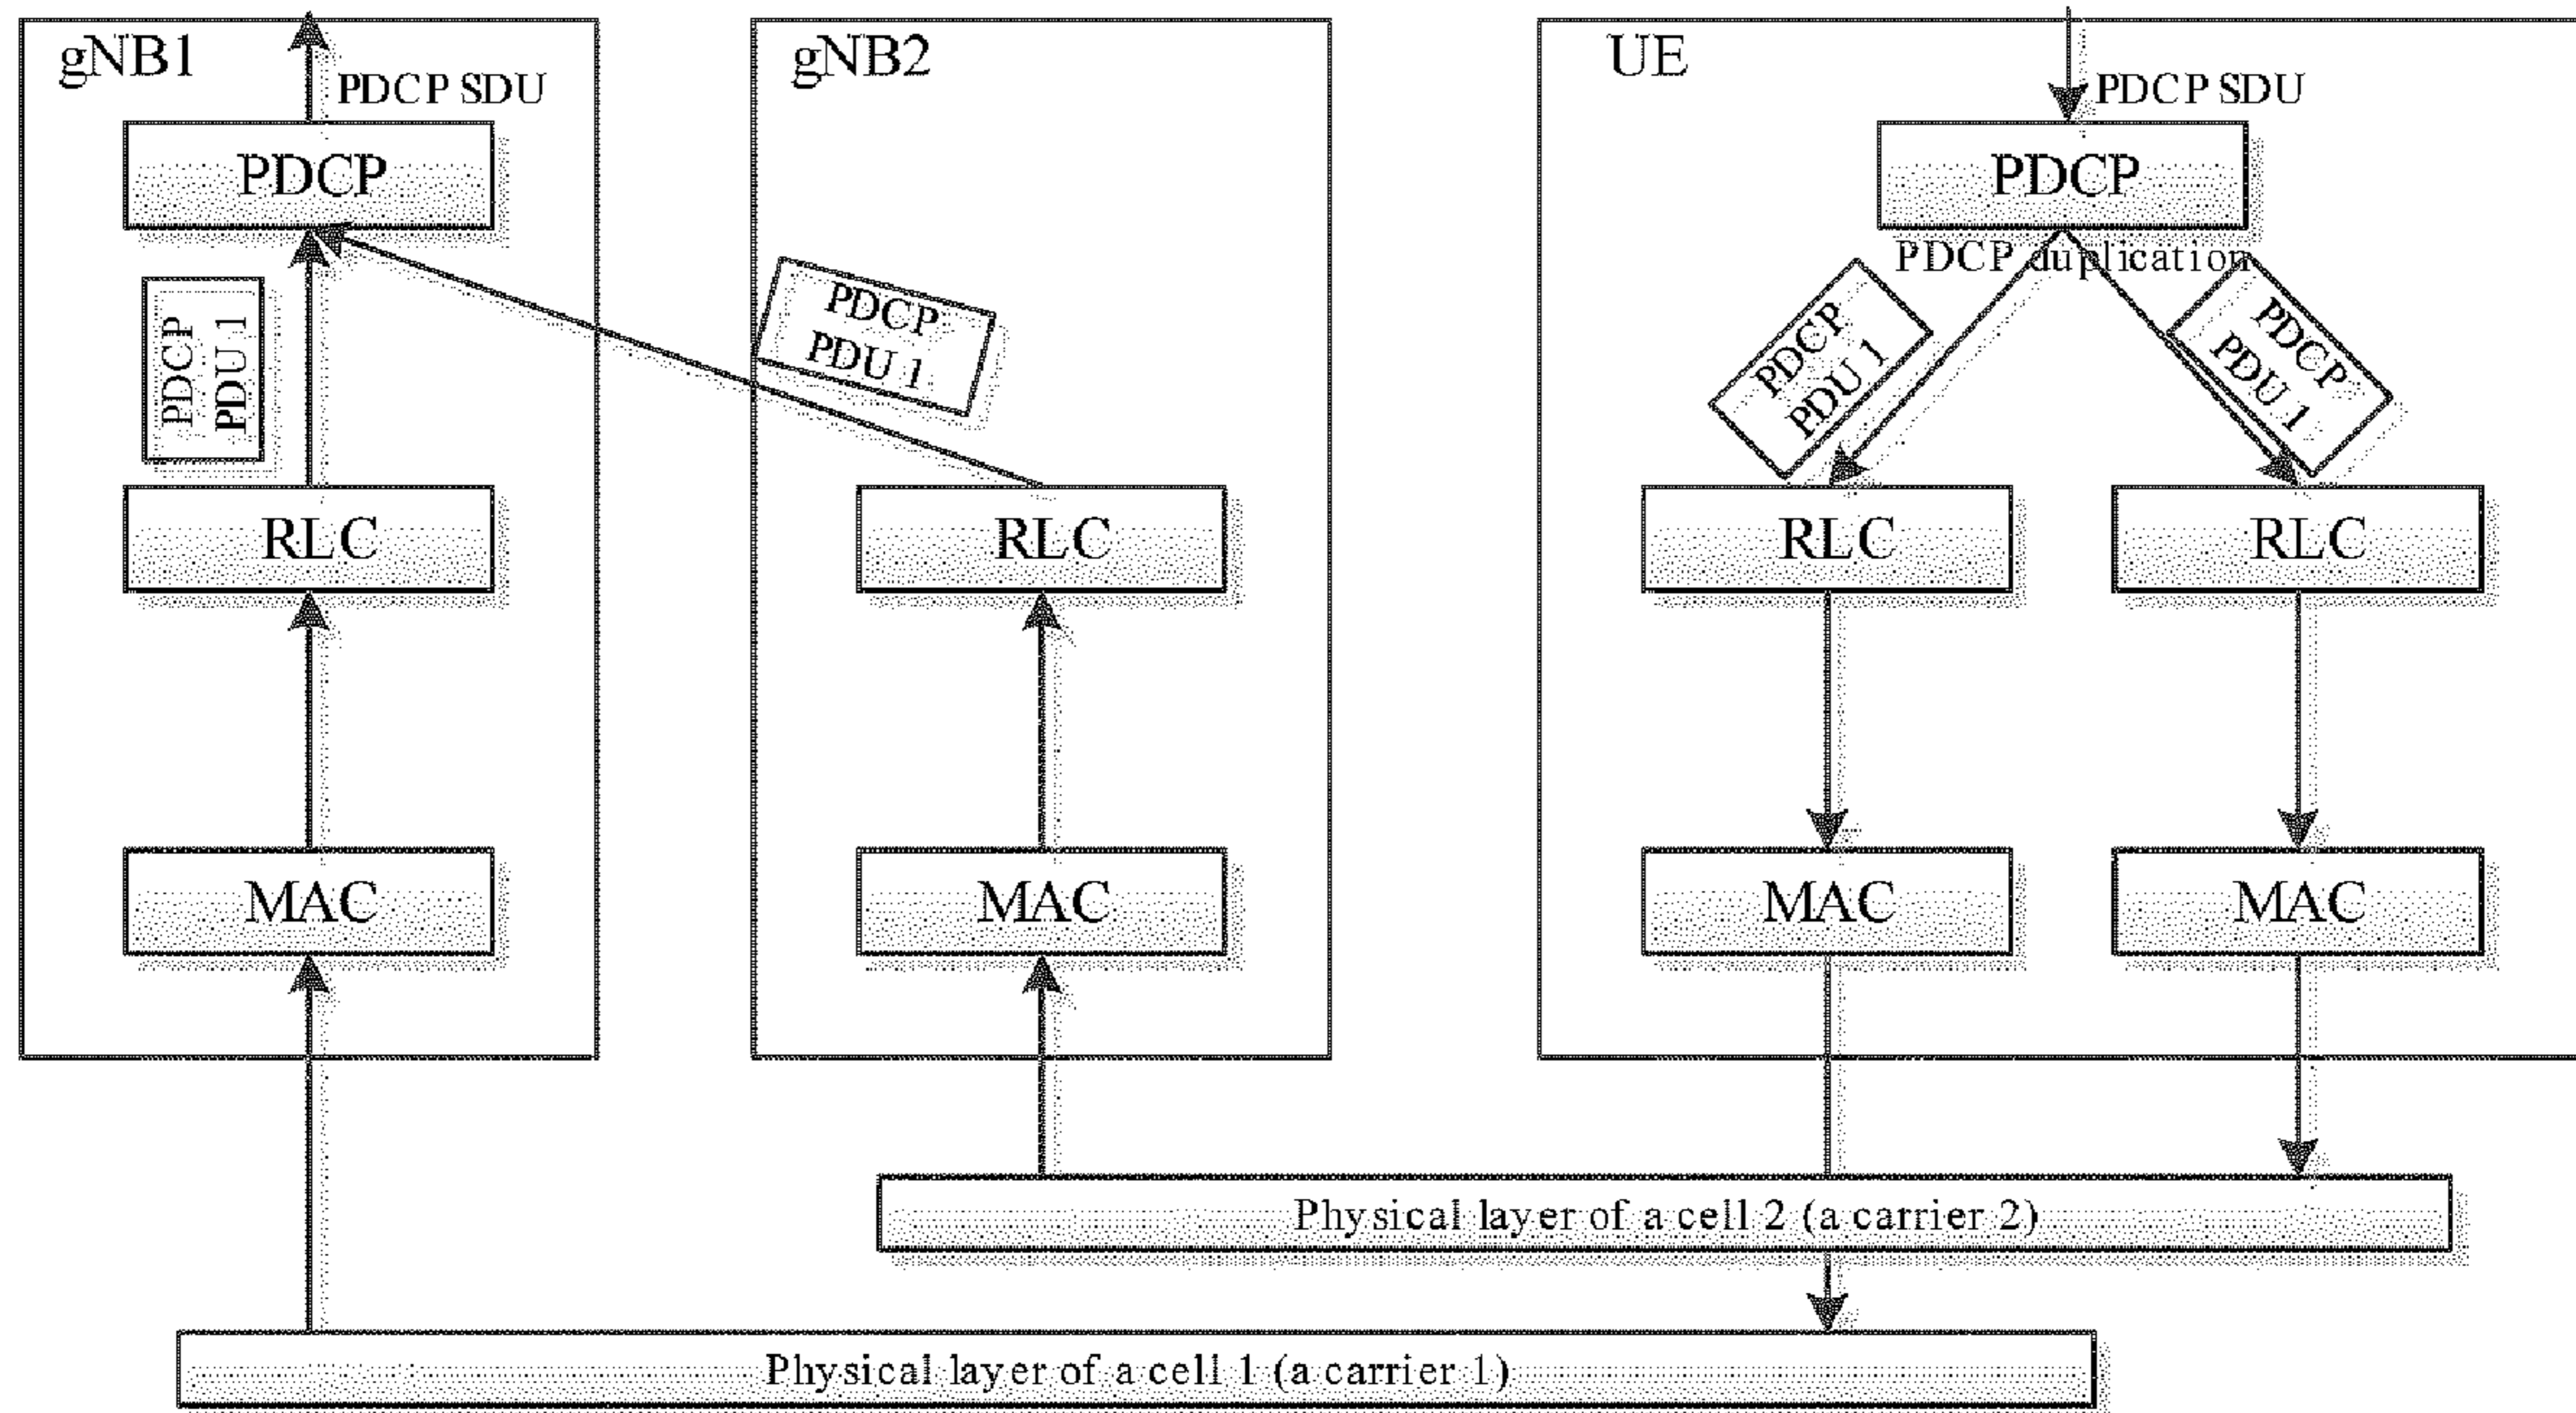 gNB1
PDCP SDU
PDCP
PDCP
PDU 1
RLC
MAC
gNB2
PDCP
PDU 1
RLC
MAC
UE
PDCP SDU
PDCP
PDCP duplication
PDCP
PDU 1
PDCP
PDU 1
RLC
RLC
MAC
MAC
Physical layer of a cell 2 (a carrier 2)
Physical layer of a cell 1 (a carrier 1)